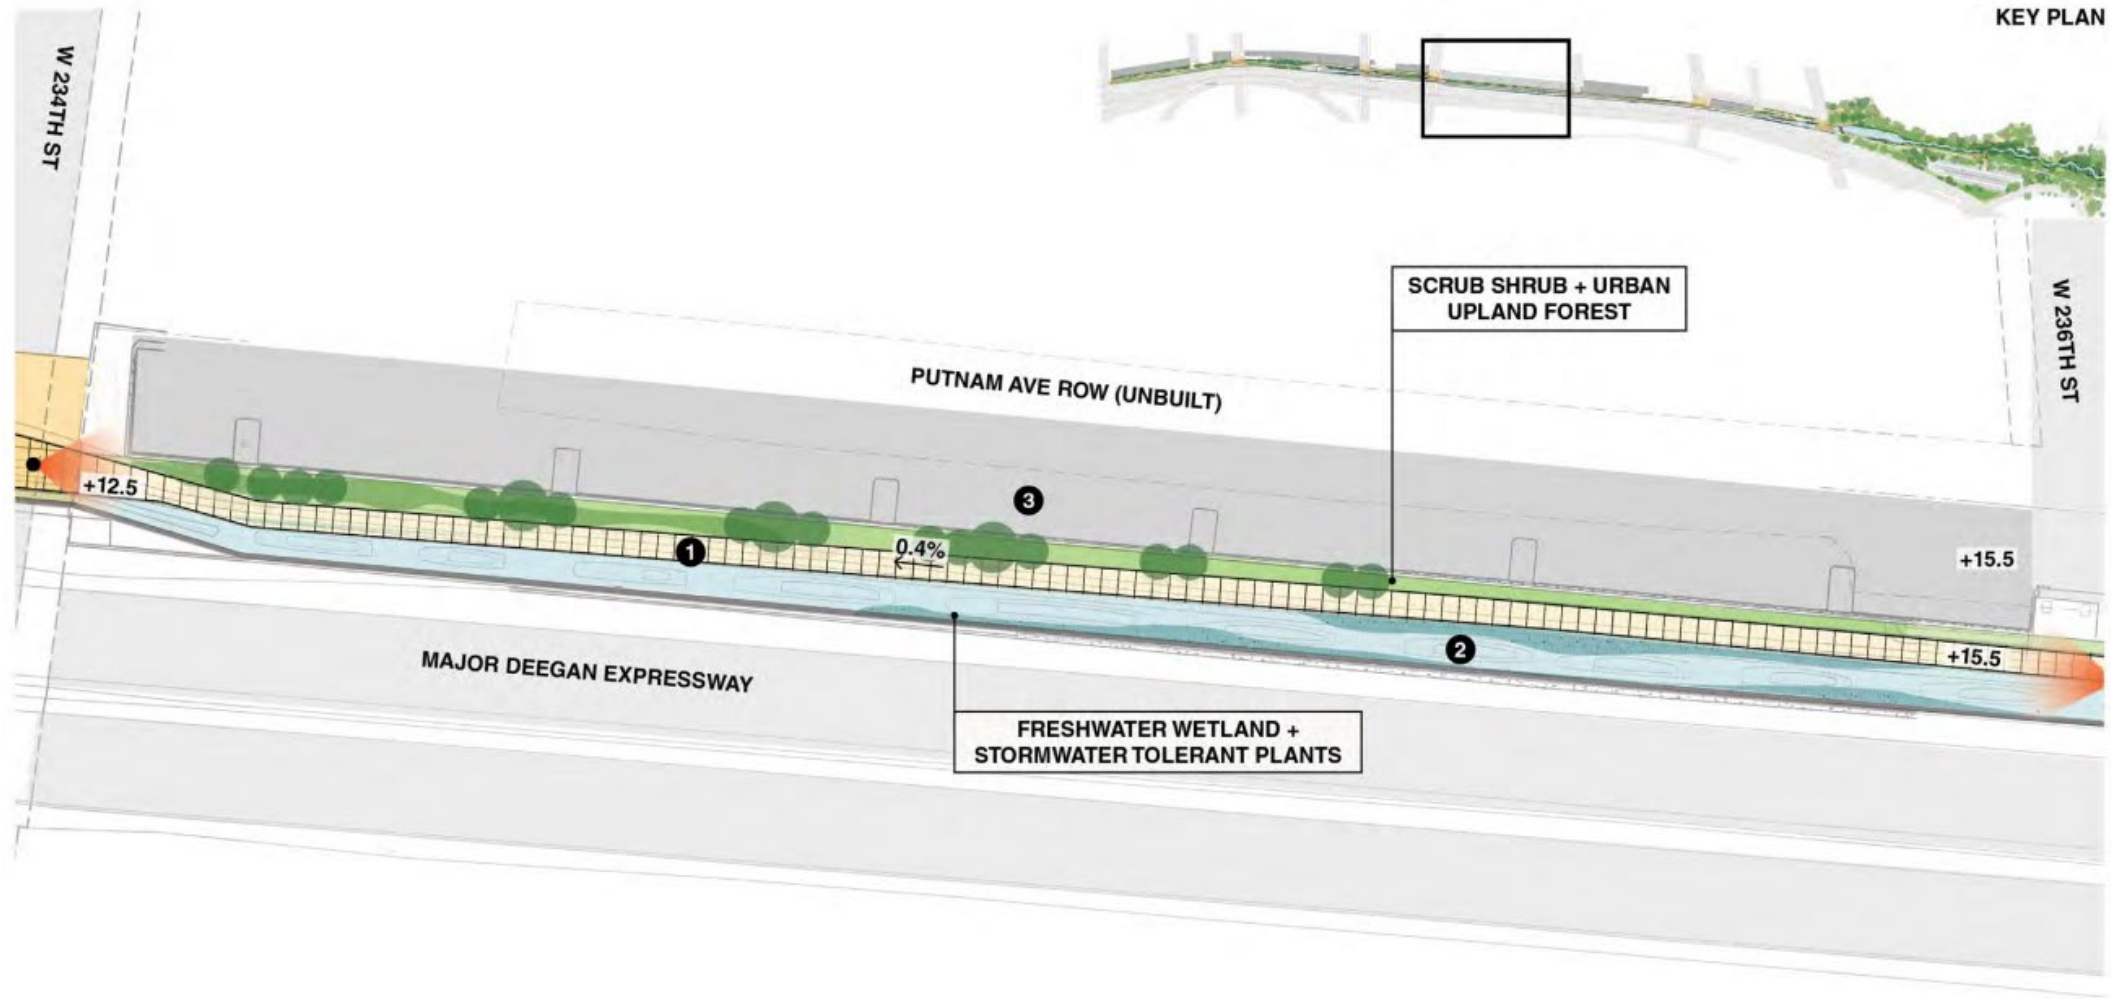 KEY PLAN
W 234TH ST
SCRUB SHRUB + URBAN
UPLAND FOREST
W 236TH ST
PUTNAM AVE ROW (UNBUILT)
+12.5
3
1
0.4%
+15.5
2
+15.5
MAJOR DEEGAN EXPRESSWAY
FRESHWATER WETLAND +
STORMWATER TOLERANT PLANTS